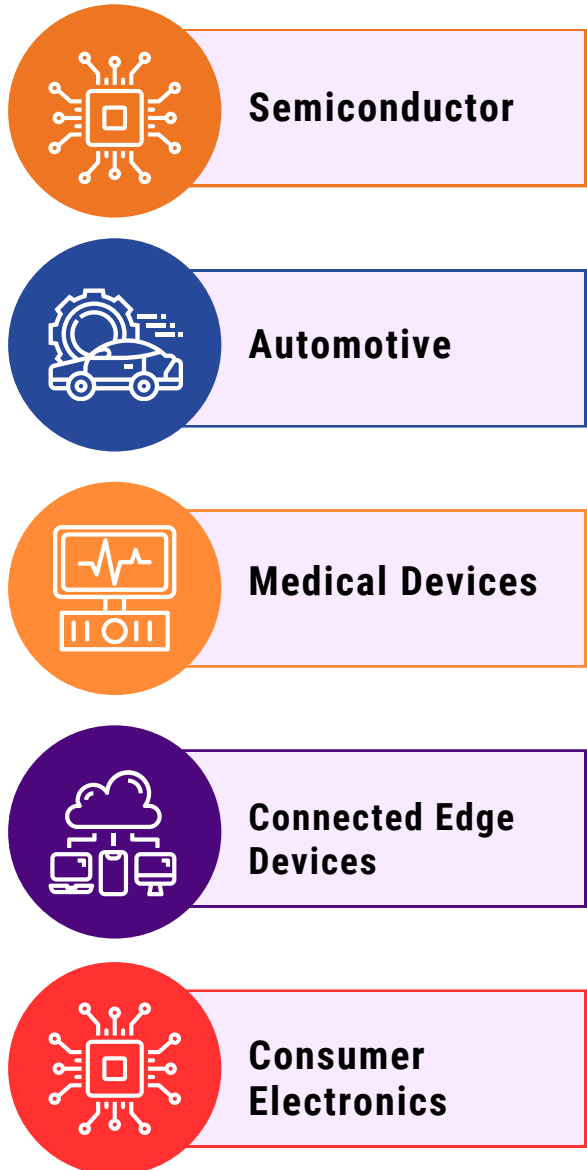 Semiconductor
Automotive
Medical Devices
Connected Edge
Devices
Consumer
Electronics